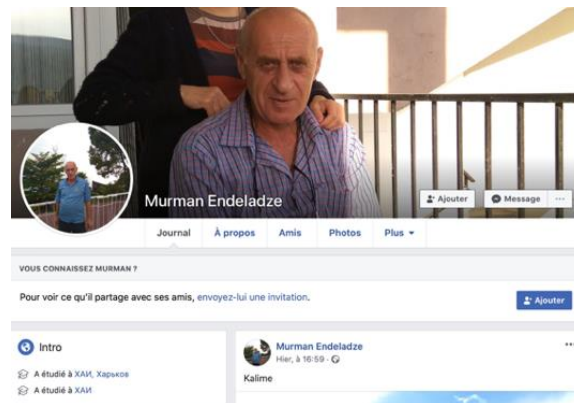 Murman Endeladze
Ajouter
Message
Journal
À propos
Amis
Photos
Plus
VOUS CONNAISSEZ MURMAN ?
Pour voir ce qu'il partage avec ses amis, envoyez-lui une invitation.
Ajouter
Intro
A étudié à ХАИ, Харьков
A étudié à ХАИ
Murman Endeladze
Hier, à 16:59 ·
Kalime